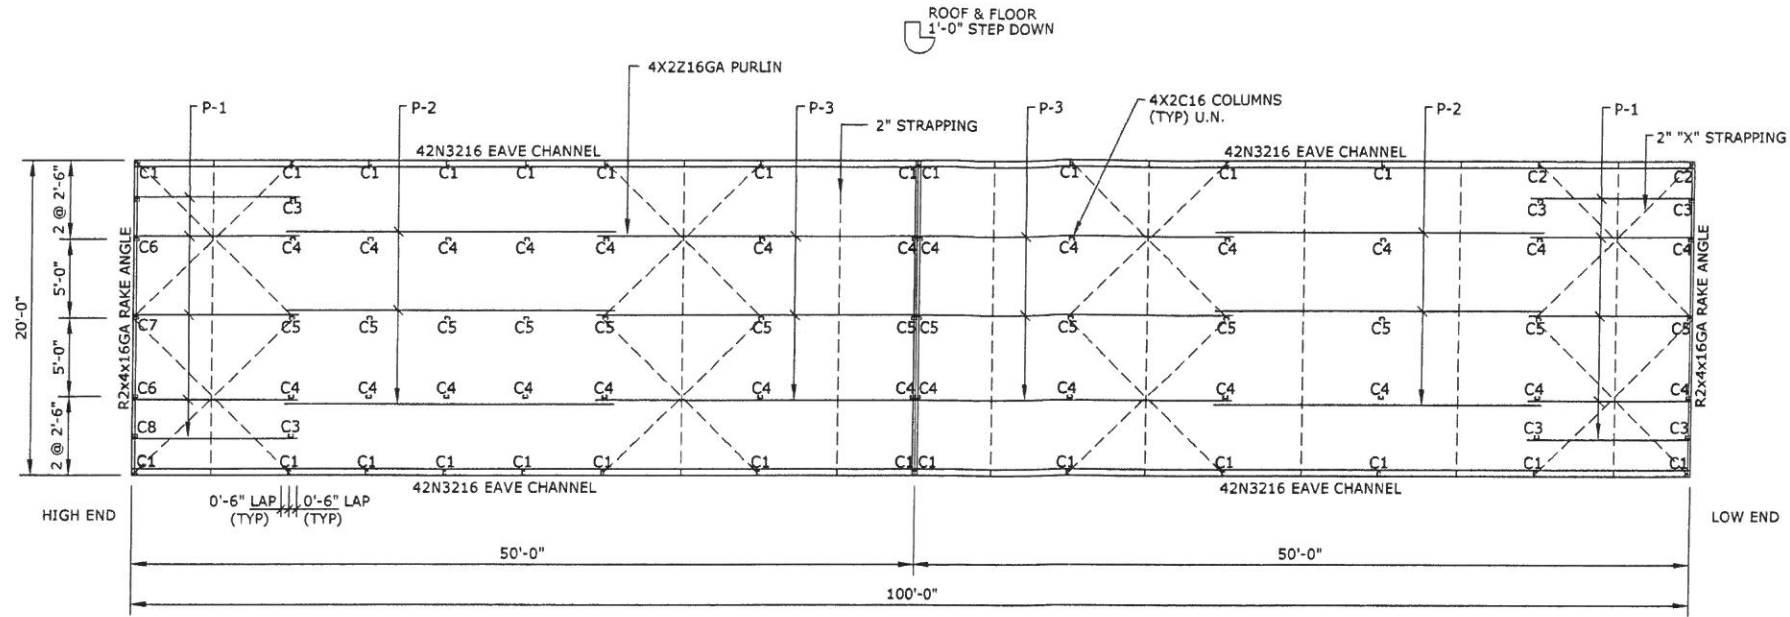 ROOF & FLOOR
1'-0" STEP DOWN
4X2Z16GA PURLIN
P-1
P-2
P-3
2" STRAPPING
P-3
4X2C16 COLUMNS
(TYP) U.N.
P-2
P-1
2" "X" STRAPPING
42N3216 EAVE CHANNEL
42N3216 EAVE CHANNEL
C1 C1 C1 C1 C1 C1 C1 C1 C1 C1 C1 C1 C2 C2
C3 C3 C3
C6 C4 C4 C4 C4 C4 C4 C4 C4 C4 C4 C4 C4 C4
C7 C5 C5 C5 C5 C5 C5 C5 C5 C5 C5 C5 C5 C5
C6 C4 C4 C4 C4 C4 C4 C4 C4 C4 C4 C4 C4 C4
C8 C3 C3 C3
C1 C1 C1 C1 C1 C1 C1 C1 C1 C1 C1 C1 C1 C1
20'-0"
2 @ 2'-6"
5'-0"
5'-0"
2 @ 2'-6"
R2x4x16GA RAKE ANGLE
R2x4x16GA RAKE ANGLE
42N3216 EAVE CHANNEL
42N3216 EAVE CHANNEL
0'-6" LAP
(TYP)
0'-6" LAP
(TYP)
HIGH END
LOW END
50'-0"
50'-0"
100'-0"